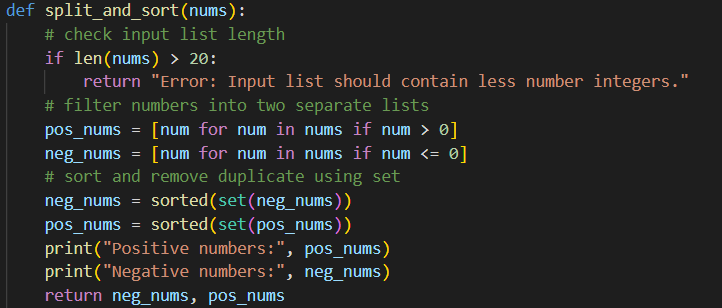 def split_and_sort(nums):
    # check input list length
    if len(nums) > 20:
        return "Error: Input list should contain less number integers."
    # filter numbers into two separate lists
    pos_nums = [num for num in nums if num > 0]
    neg_nums = [num for num in nums if num <= 0]
    # sort and remove duplicate using set
    neg_nums = sorted(set(neg_nums))
    pos_nums = sorted(set(pos_nums))
    print("Positive numbers:", pos_nums)
    print("Negative numbers:", neg_nums)
    return neg_nums, pos_nums